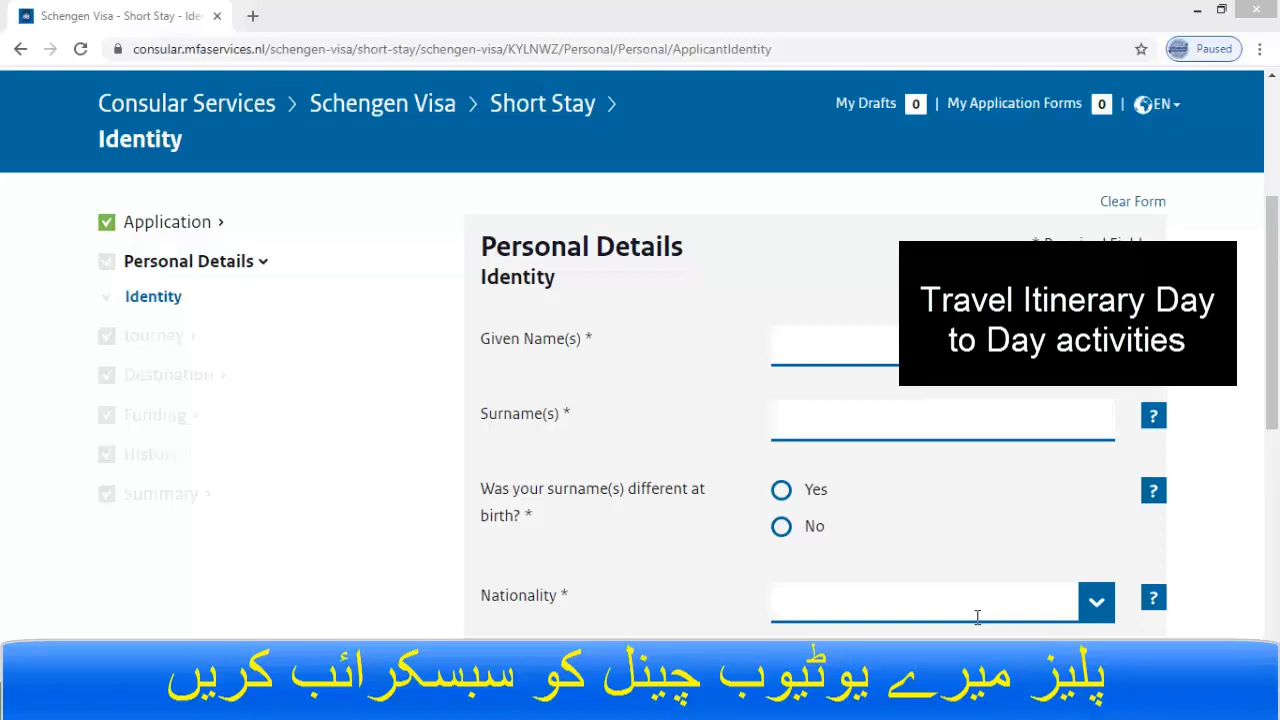 Schengen Visa - Short Stay - Ide
consular.mfaservices.nl/schengen-visa/short-stay/schengen-visa/KYLNWZ/Personal/Personal/ApplicantIdentity
Paused
Consular Services > Schengen Visa > Short Stay >
Identity
My Drafts 0 | My Application Forms 0 | EN
Clear Form
Application
Personal Details
Identity
Journey
Destination
Funding
History
Summary
Personal Details
Identity
Travel Itinerary Day
to Day activities
Given Name(s) *
Surname(s) *
?
Was your surname(s) different at
birth? *
Yes
No
?
Nationality *
?
پلیز میرے یوٹیوب چینل کو سبسکرائب کریں